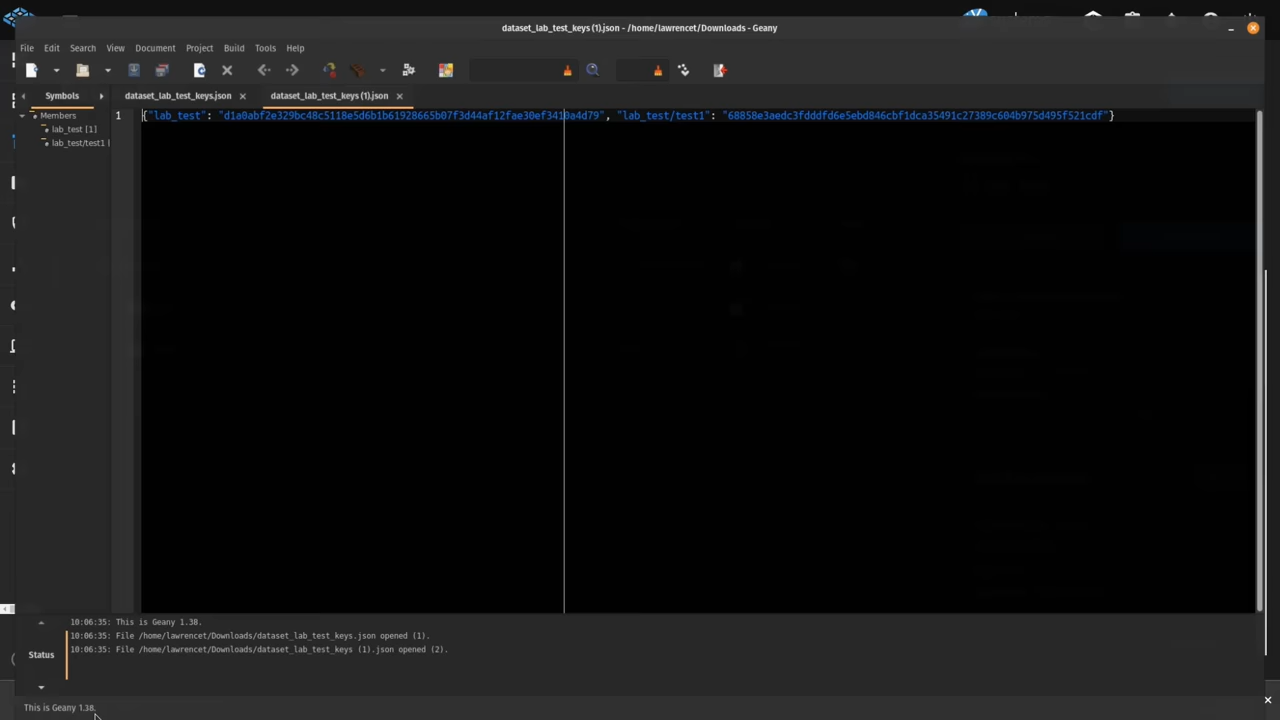 dataset_lab_test_keys (1).json - /home/lawrencet/Downloads - Geany
File Edit Search View Document Project Build Tools Help
Symbols dataset_lab_test_keys.json dataset_lab_test_keys (1).json
Members
lab_test [1]
lab_test/test1
1 {"lab_test": "d1a0abf2e329bc48c5118e5d6b1b61928665b07f3d44af12fae30ef3410a4d79", "lab_test/test1": "68858e3aedc3fdddfd6e5ebd846cbf1dca35491c27389c604b975d495f521cdf"}
10:06:35: This is Geany 1.38.
10:06:35: File /home/lawrencet/Downloads/dataset_lab_test_keys.json opened (1).
10:06:35: File /home/lawrencet/Downloads/dataset_lab_test_keys (1).json opened (2).
Status
This is Geany 1.38.